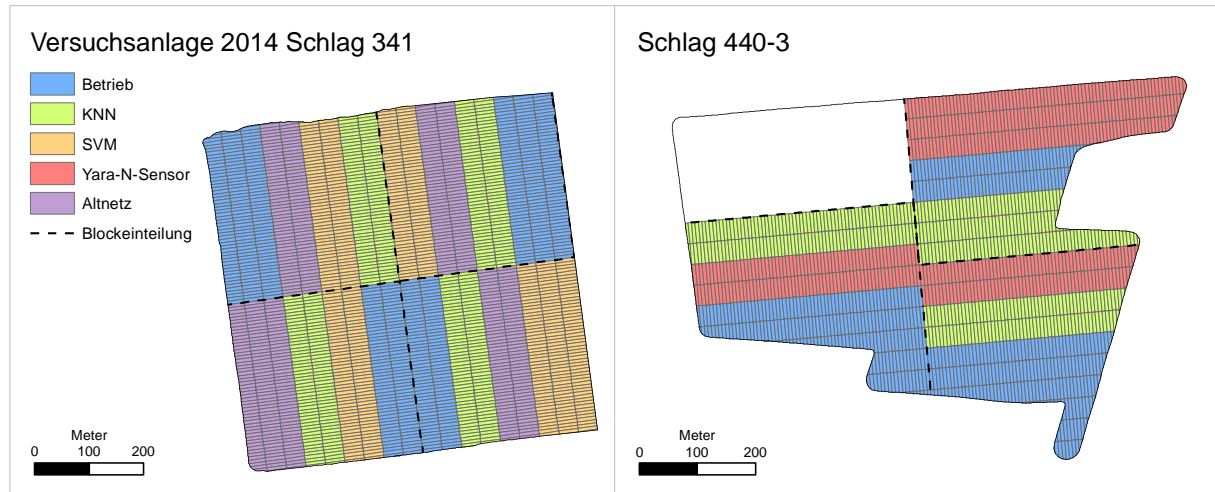 Versuchsanlage 2014 Schlag 341
Betrieb
KNN
SVM
Yara-N-Sensor
Altnetz
Blockeinteilung
Meter
0 100 200
Schlag 440-3
Meter
0 100 200